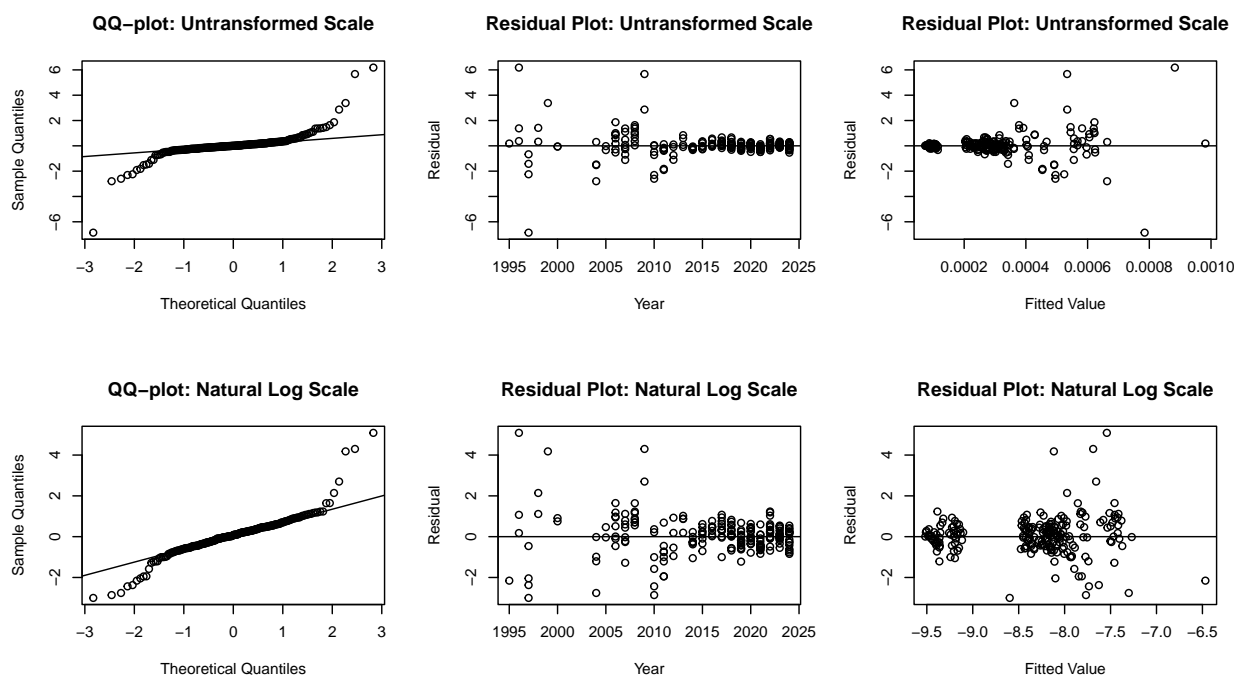 QQ−plot: Untransformed Scale
Sample Quantiles
6
4
2
−2
−6
−3 −2 −1 0 1 2 3
Theoretical Quantiles
Residual Plot: Untransformed Scale
Residual
6
2
−2
−6
1995 2000 2005 2010 2015 2020 2025
Year
Residual Plot: Untransformed Scale
Residual
6
2
−2
−6
0.0002 0.0004 0.0006 0.0008 0.0010
Fitted Value
QQ−plot: Natural Log Scale
Sample Quantiles
4
2
0
−2
−3 −2 −1 0 1 2 3
Theoretical Quantiles
Residual Plot: Natural Log Scale
Residual
4
2
0
−2
1995 2000 2005 2010 2015 2020 2025
Year
Residual Plot: Natural Log Scale
Residual
4
2
0
−2
−9.5 −9.0 −8.5 −8.0 −7.5 −7.0 −6.5
Fitted Value